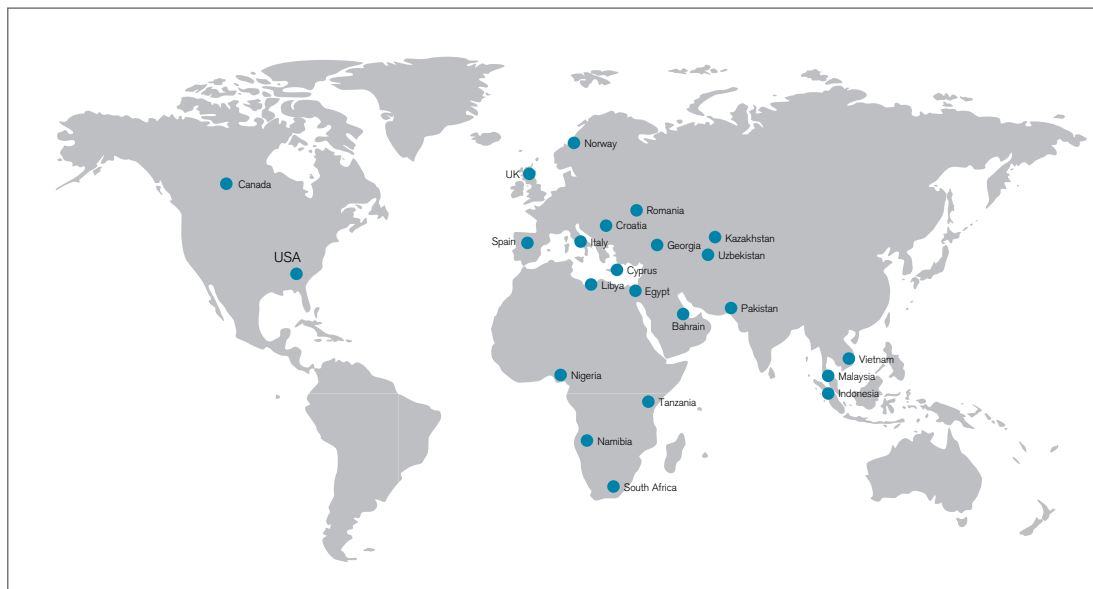 Norway
UK
Canada
Romania
Croatia
Kazakhstan
Spain
Italy
Georgia
Uzbekistan
USA
Cyprus
Libya
Egypt
Pakistan
Bahrain
Vietnam
Nigeria
Malaysia
Indonesia
Tanzania
Namibia
South Africa